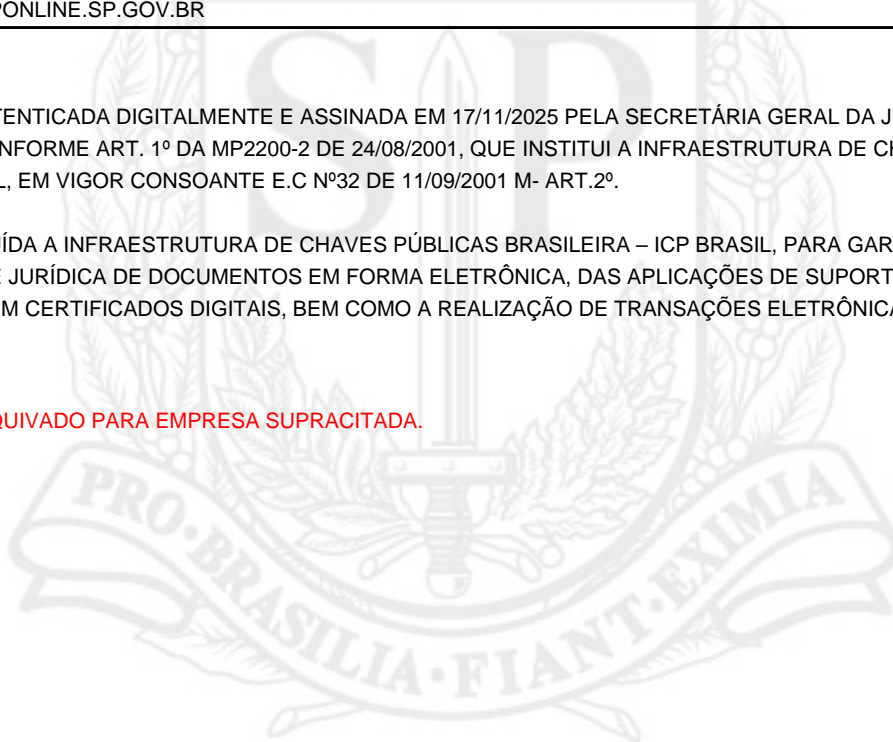 PONLINE.SP.GOV.BR
TENTICADA DIGITALMENTE E ASSINADA EM 17/11/2025 PELA SECRETÁRIA GERAL DA J
NFORME ART. 1º DA MP2200-2 DE 24/08/2001, QUE INSTITUI A INFRAESTRUTURA DE CH
L, EM VIGOR CONSOANTE E.C Nº32 DE 11/09/2001 M- ART.2º.
UÍDA A INFRAESTRUTURA DE CHAVES PÚBLICAS BRASILEIRA – ICP BRASIL, PARA GAR
E JURÍDICA DE DOCUMENTOS EM FORMA ELETRÔNICA, DAS APLICAÇÕES DE SUPORT
M CERTIFICADOS DIGITAIS, BEM COMO A REALIZAÇÃO DE TRANSAÇÕES ELETRÔNICA
QUIVADO PARA EMPRESA SUPRACITADA.
SP
PRO·BRASILIA·FIANT·EXIMIA